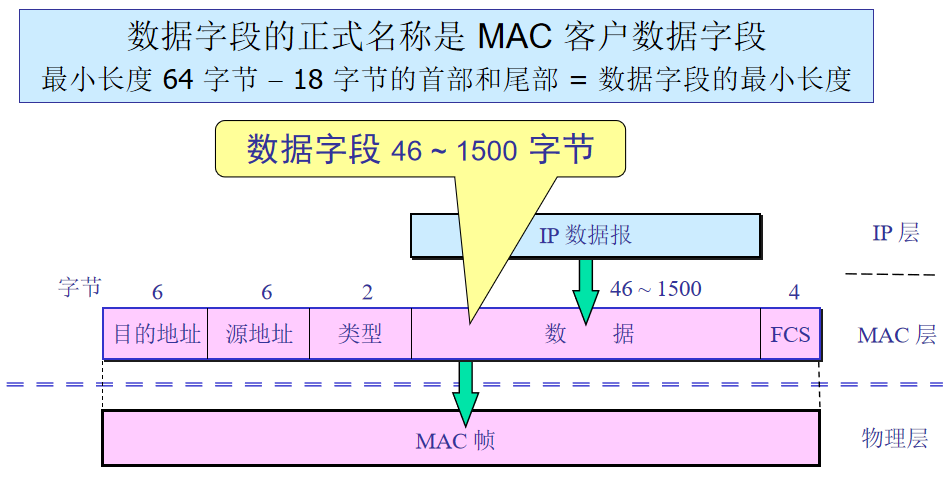 数据字段的正式名称是 MAC 客户数据字段
最小长度 64 字节 – 18 字节的首部和尾部 = 数据字段的最小长度
数据字段 46 ~ 1500 字节
IP 数据报
IP 层
字节
6
6
2
46 ~ 1500
4
目的地址
源地址
类型
数 据
FCS
MAC 层
MAC 帧
物理层